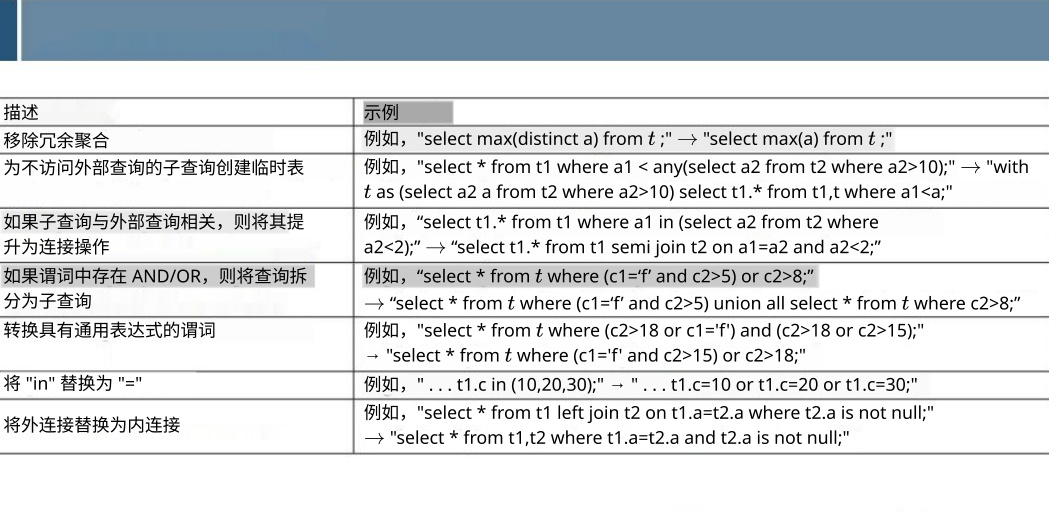 描述
示例
移除冗余聚合
例如，"select max(distinct a) from t ;" → "select max(a) from t ;"
为不访问外部查询的子查询创建临时表
例如，"select * from t1 where a1 < any(select a2 from t2 where a2>10);" → "with
t as (select a2 a from t2 where a2>10) select t1.* from t1,t where a1<a;"
如果子查询与外部查询相关，则将其提
升为连接操作
例如，“select t1.* from t1 where a1 in (select a2 from t2 where
a2<2);” → “select t1.* from t1 semi join t2 on a1=a2 and a2<2;”
如果谓词中存在 AND/OR，则将查询拆
分为子查询
例如，“select * from t where (c1=‘f’ and c2>5) or c2>8;”
→ “select * from t where (c1=‘f’ and c2>5) union all select * from t where c2>8;”
转换具有通用表达式的谓词
例如，"select * from t where (c2>18 or c1='f') and (c2>18 or c2>15);"
→ "select * from t where (c1='f' and c2>15) or c2>18;"
将 "in" 替换为 "="
例如，" . . . t1.c in (10,20,30);" → " . . . t1.c=10 or t1.c=20 or t1.c=30;"
将外连接替换为内连接
例如，"select * from t1 left join t2 on t1.a=t2.a where t2.a is not null;"
→ "select * from t1,t2 where t1.a=t2.a and t2.a is not null;"